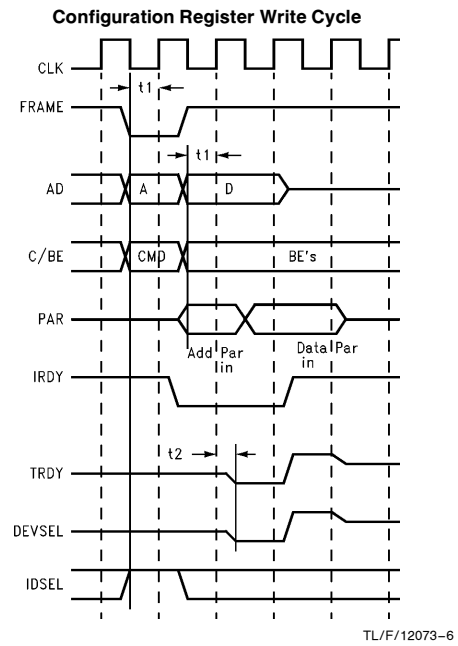 Configuration Register Write Cycle
CLK
t1
FRAME
t1
AD
A
D
C/BE
CMD
BE's
PAR
Add Par
in
Data Par
in
IRDY
t2
TRDY
DEVSEL
IDSEL
TL/F/12073–6